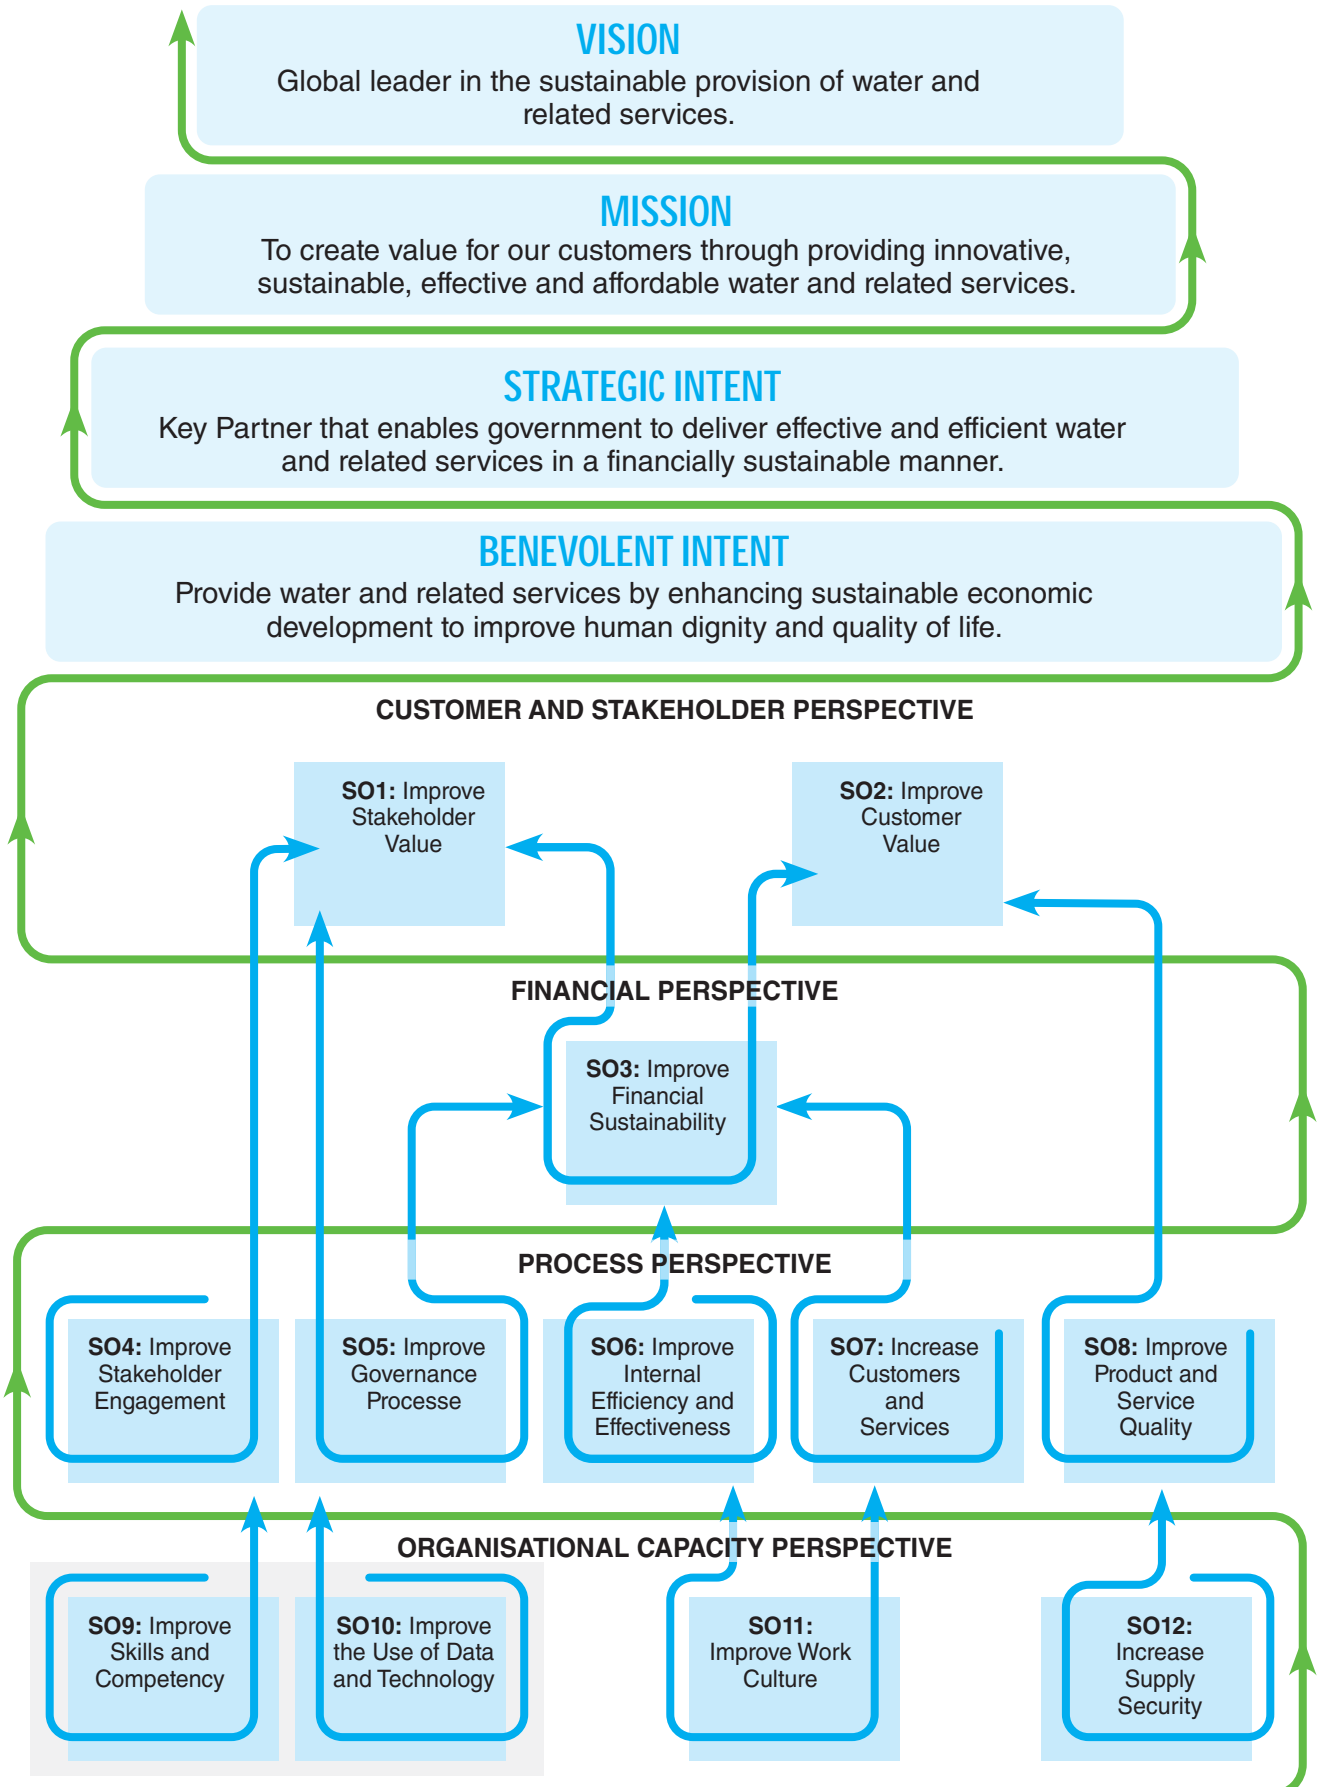 VISION
Global leader in the sustainable provision of water and
related services.
MISSION
To create value for our customers through providing innovative,
sustainable, effective and affordable water and related services.
STRATEGIC INTENT
Key Partner that enables government to deliver effective and efficient water
and related services in a financially sustainable manner.
BENEVOLENT INTENT
Provide water and related services by enhancing sustainable economic
development to improve human dignity and quality of life.
CUSTOMER AND STAKEHOLDER PERSPECTIVE
SO1: Improve
Stakeholder
Value
SO2: Improve
Customer
Value
FINANCIAL PERSPECTIVE
SO3: Improve
Financial
Sustainability
PROCESS PERSPECTIVE
SO4: Improve
Stakeholder
Engagement
SO5: Improve
Governance
Processe
SO6: Improve
Internal
Efficiency and
Effectiveness
SO7: Increase
Customers
and
Services
SO8: Improve
Product and
Service
Quality
ORGANISATIONAL CAPACITY PERSPECTIVE
SO9: Improve
Skills and
Competency
SO10: Improve
the Use of Data
and Technology
SO11:
Improve Work
Culture
SO12:
Increase
Supply
Security